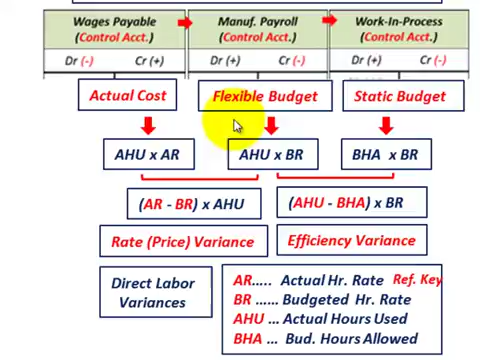 Wages Payable
Manuf. Payroll
Work-In-Process
(Control Acct.)
(Control Acct.)
(Control Acct.)
Dr (-) Cr (+)
Dr (+) Cr (-)
Dr (+) Cr (-)
Actual Cost
Flexible Budget
Static Budget
AHU x AR
AHU x BR
BHA x BR
(AR - BR) x AHU
(AHU - BHA) x BR
Rate (Price) Variance
Efficiency Variance
Direct Labor
Variances
AR..... Actual Hr. Rate Ref. Key
BR ...... Budgeted Hr. Rate
AHU ... Actual Hours Used
BHA ... Bud. Hours Allowed